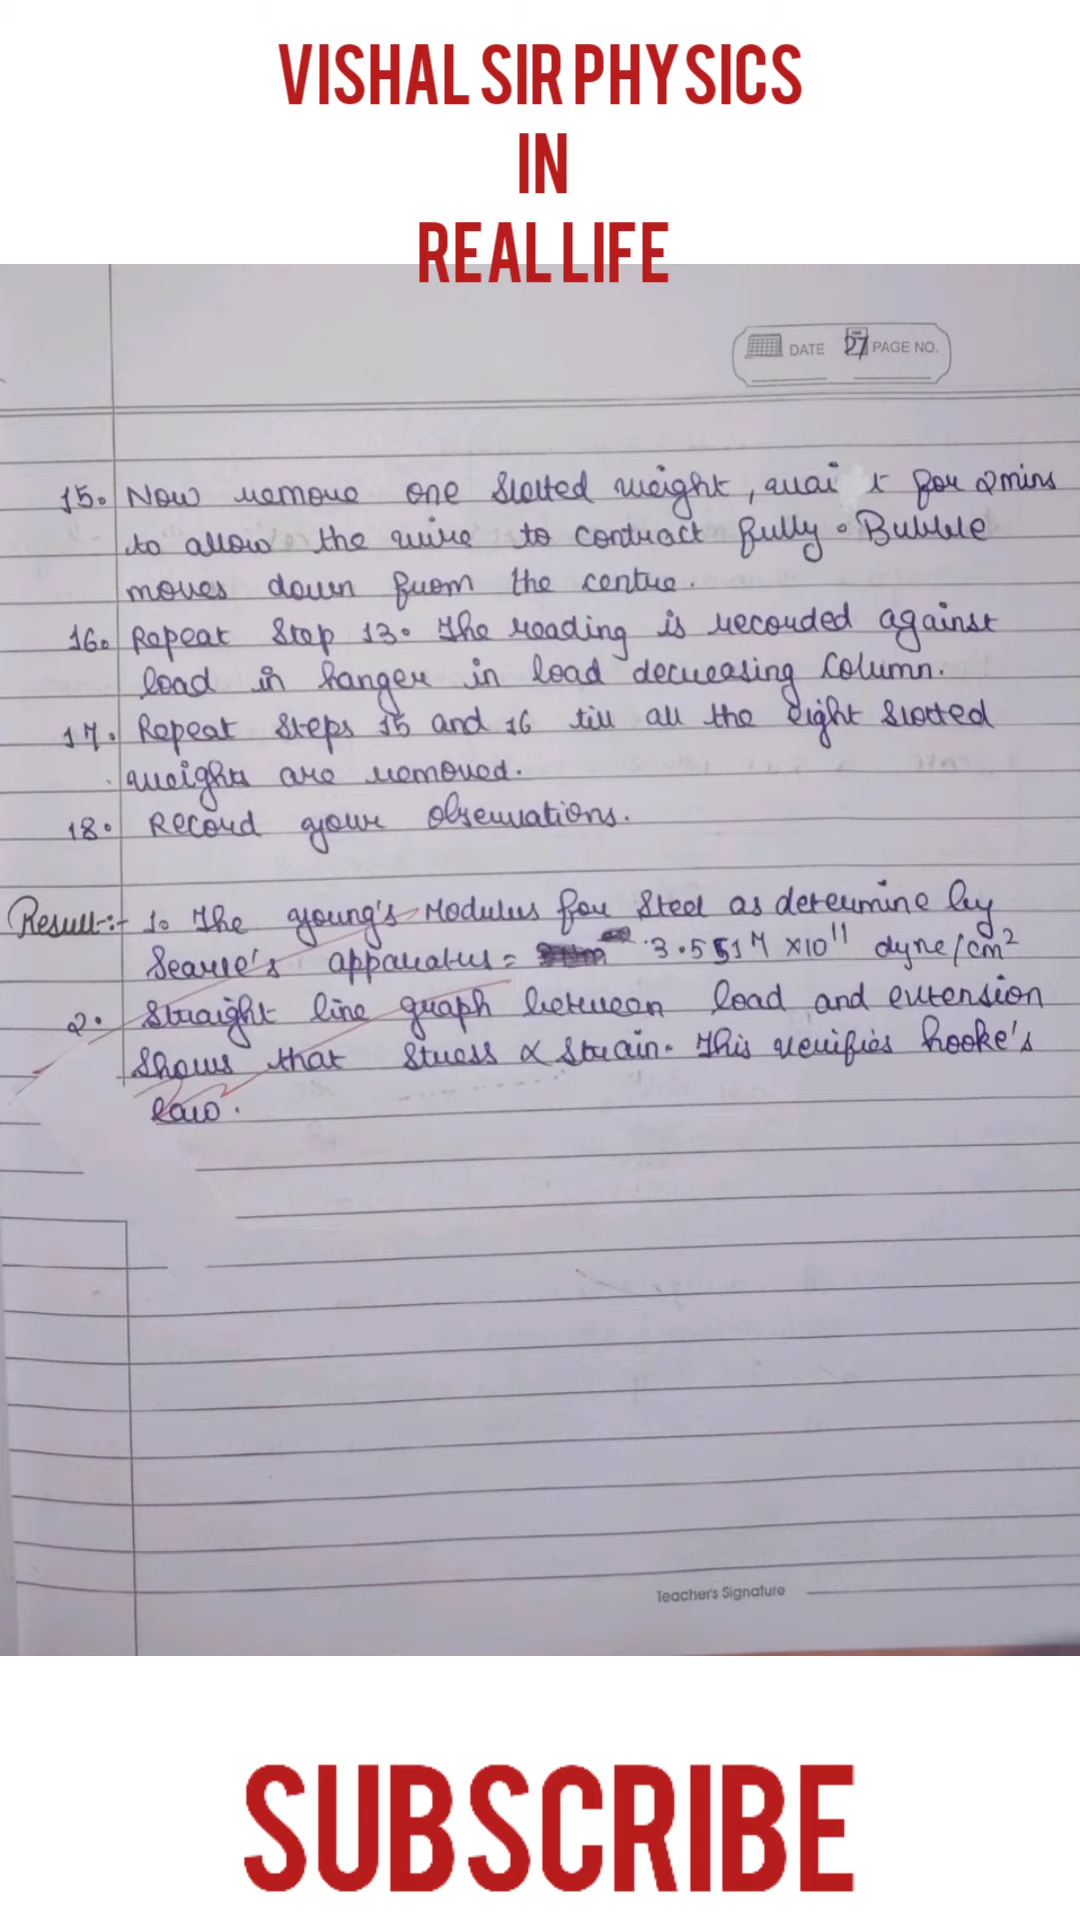 VISHAL SIR PHYSICS
IN
REAL LIFE
DATE 27 PAGE NO.
15. Now remove one slotted weight, wait for 2 mins
to allow the wire to contract fully. Bubble
moves down from the centre.
16. Repeat Step 13. The reading is recorded against
load in hanger in load decreasing column.
17. Repeat steps 15 and 16 till all the eight slotted
weights are removed.
18. Record your observations.
Result:- 1. The young's Modulus for Steel as determine by
Searle's apparatus = 3.5517 x10¹¹ dyne/cm²
2. Straight line graph between load and extension
shows that stress ∝ strain. This verifies hooke's
law.
Teacher's Signature
SUBSCRIBE